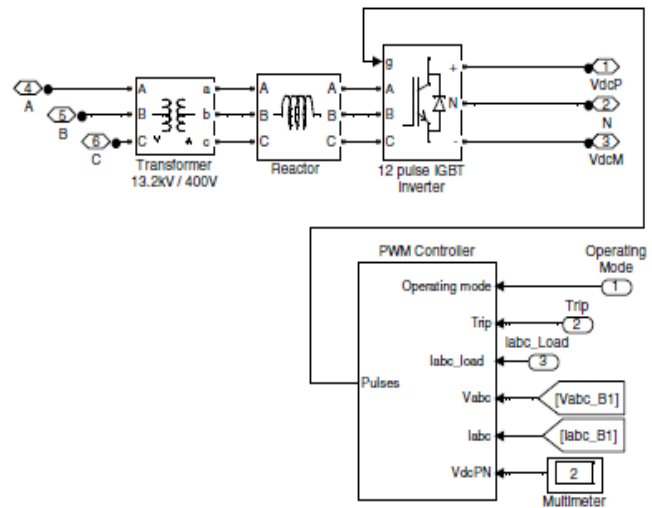 g
+
1
VdcP
4
A
A
a
A
A
A
5
B
B
b
B
B
B
N
2
N
6
C
C
c
C
C
C
-
3
VdcM
Transformer
13.2kV / 400V
Reactor
12 pulse IGBT
Inverter
PWM Controller
Operating
Mode
Operating mode
1
Trip
Trip
2
Iabc_Load
Iabc_load
3
Pulses
Vabc
[Vabc_B1]
Iabc
[Iabc_B1]
VdcPN
2
Multimeter